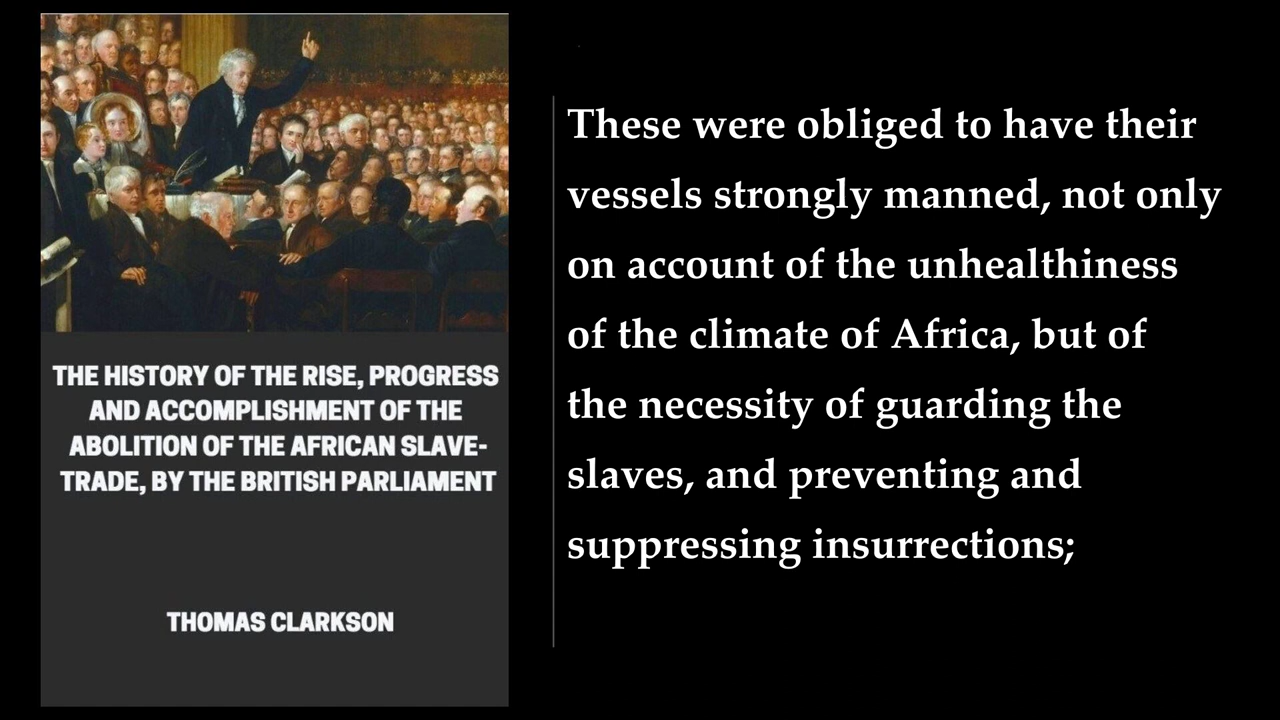 THE HISTORY OF THE RISE, PROGRESS
AND ACCOMPLISHMENT OF THE
ABOLITION OF THE AFRICAN SLAVE-
TRADE, BY THE BRITISH PARLIAMENT
THOMAS CLARKSON
These were obliged to have their
vessels strongly manned, not only
on account of the unhealthiness
of the climate of Africa, but of
the necessity of guarding the
slaves, and preventing and
suppressing insurrections;